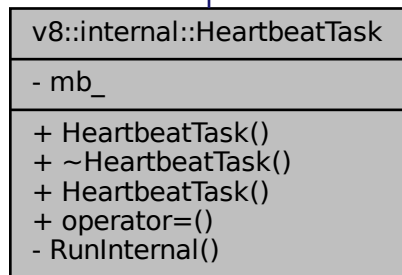 v8::internal::HeartbeatTask
- mb_
+ HeartbeatTask()
+ ~HeartbeatTask()
+ HeartbeatTask()
+ operator=()
- RunInternal()